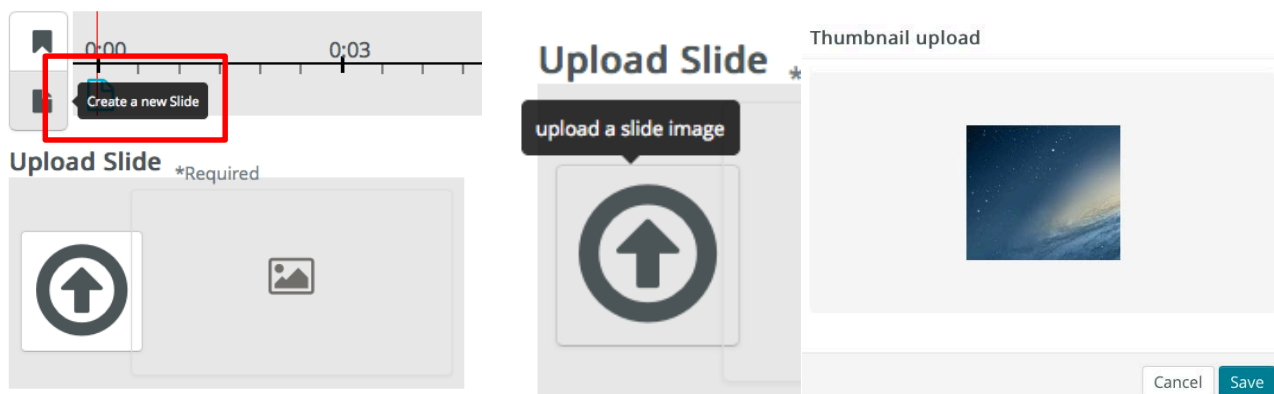 0:00 0:03
Create a new Slide
Upload Slide *Required
Upload Slide *
upload a slide image
Thumbnail upload
Cancel Save